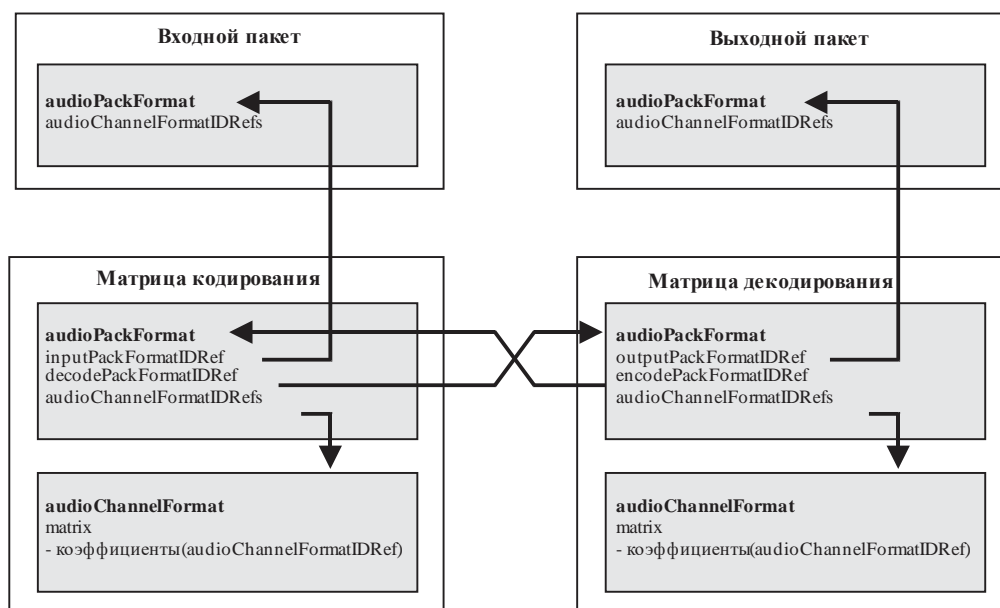 Входной пакет
audioPackFormat
audioChannelFormatIDRefs
Выходной пакет
audioPackFormat
audioChannelFormatIDRefs
Матрица кодирования
audioPackFormat
inputPackFormatIDRef
decodePackFormatIDRef
audioChannelFormatIDRefs
audioChannelFormat
matrix
- коэффициенты(audioChannelFormatIDRef)
Матрица декодирования
audioPackFormat
outputPackFormatIDRef
encodePackFormatIDRef
audioChannelFormatIDRefs
audioChannelFormat
matrix
- коэффициенты(audioChannelFormatIDRef)